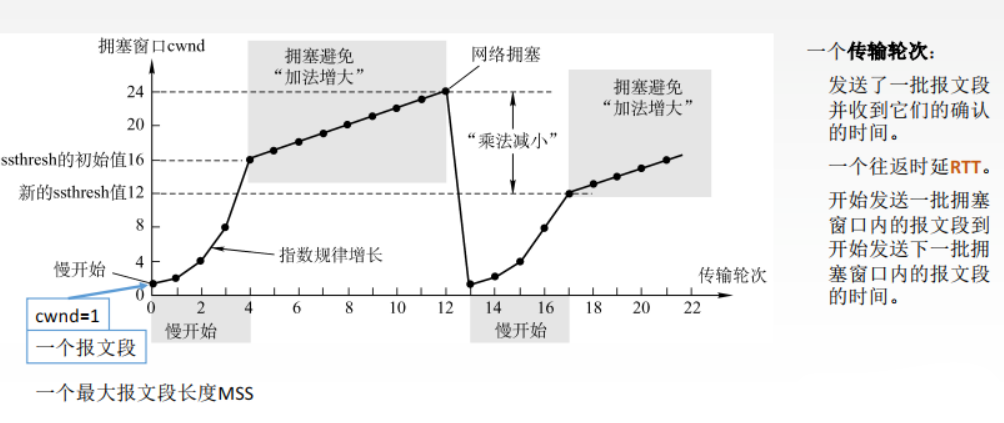 拥塞窗口cwnd
拥塞避免
“加法增大”
网络拥塞
拥塞避免
“加法增大”
“乘法减小”
24
20
ssthresh的初始值16
新的ssthresh值12
8
4
0
指数规律增长
慢开始
传输轮次
0
2
4
6
8
10
12
14
16
18
20
22
慢开始
慢开始
cwnd=1
一个报文段
一个最大报文段长度MSS
一个传输轮次：
发送了一批报文段
并收到它们的确认
的时间。
一个往返时延RTT。
开始发送一批拥塞
窗口内的报文段到
开始发送下一批拥
塞窗口内的报文段
的时间。